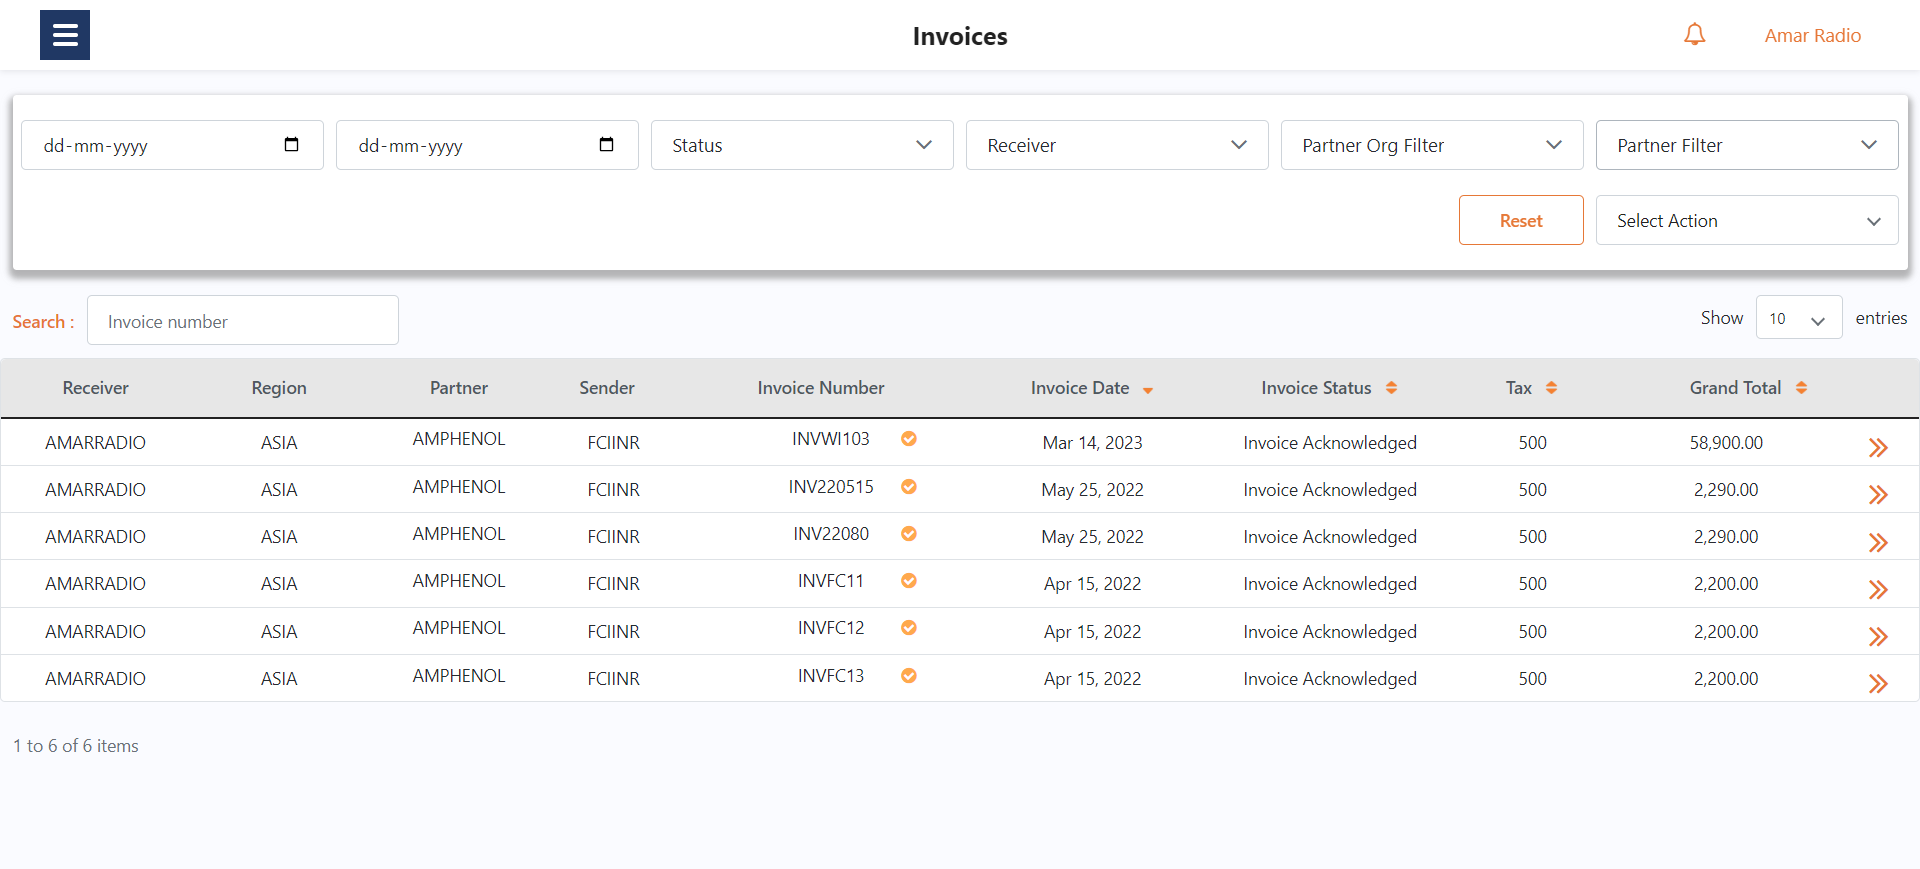 Invoices
Amar Radio
dd-mm-yyyy dd-mm-yyyy Status Receiver Partner Org Filter Partner Filter
Reset Select Action
Search : Invoice number Show 10 entries
Receiver Region Partner Sender Invoice Number Invoice Date Invoice Status Tax Grand Total
AMARRADIO ASIA AMPHENOL FCIINR INVWI103 Mar 14, 2023 Invoice Acknowledged 500 58,900.00
AMARRADIO ASIA AMPHENOL FCIINR INV220515 May 25, 2022 Invoice Acknowledged 500 2,290.00
AMARRADIO ASIA AMPHENOL FCIINR INV22080 May 25, 2022 Invoice Acknowledged 500 2,290.00
AMARRADIO ASIA AMPHENOL FCIINR INVFC11 Apr 15, 2022 Invoice Acknowledged 500 2,200.00
AMARRADIO ASIA AMPHENOL FCIINR INVFC12 Apr 15, 2022 Invoice Acknowledged 500 2,200.00
AMARRADIO ASIA AMPHENOL FCIINR INVFC13 Apr 15, 2022 Invoice Acknowledged 500 2,200.00
1 to 6 of 6 items